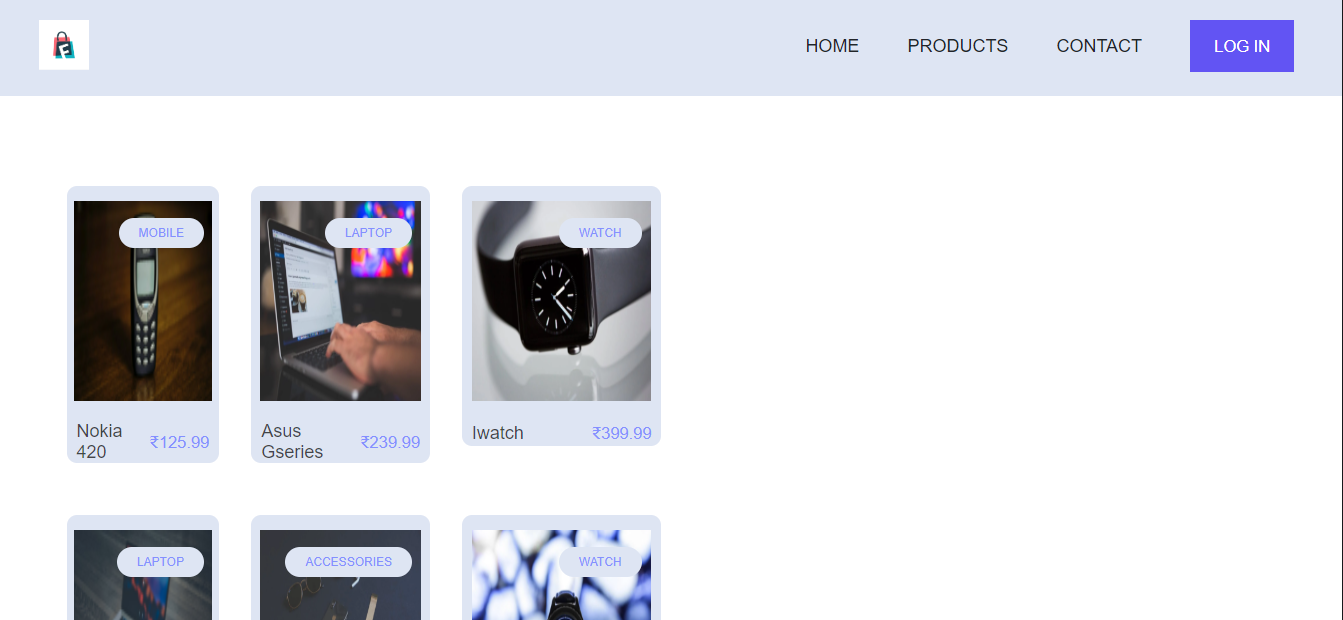 F
HOME PRODUCTS CONTACT LOG IN
MOBILE
LAPTOP
WATCH
Nokia
420
₹125.99
Asus
Gseries
₹239.99
Iwatch
₹399.99
LAPTOP
ACCESSORIES
WATCH